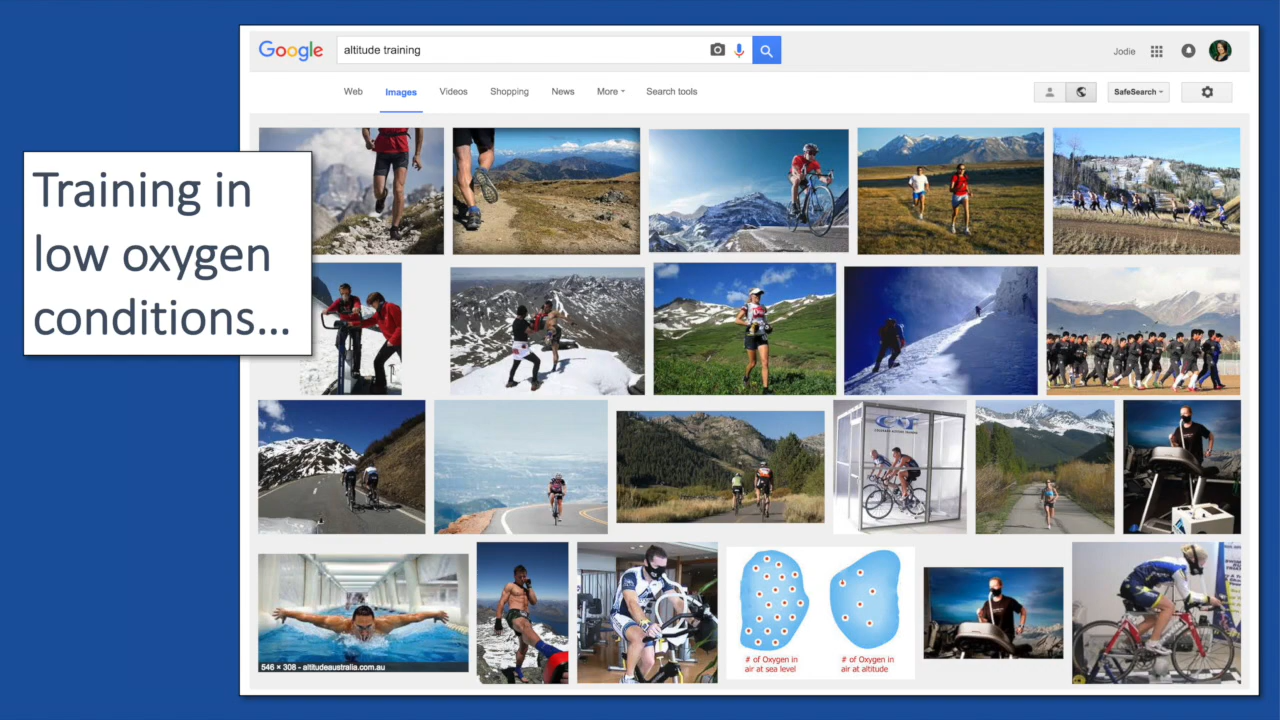 Google
altitude training
Jodie
Web Images Videos Shopping News More Search tools
SafeSearch
Training in
low oxygen
conditions...
546 × 308 - altitudeaustralia.com.au
# of Oxygen in
air at sea level
# of Oxygen in
air at altitude